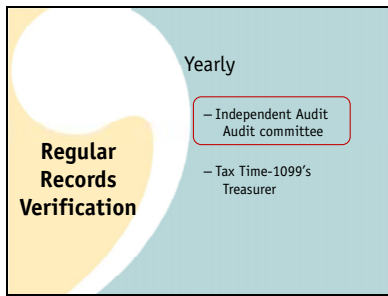 Yearly
– Independent Audit
Audit committee
Regular
Records
Verification
– Tax Time-1099's
Treasurer